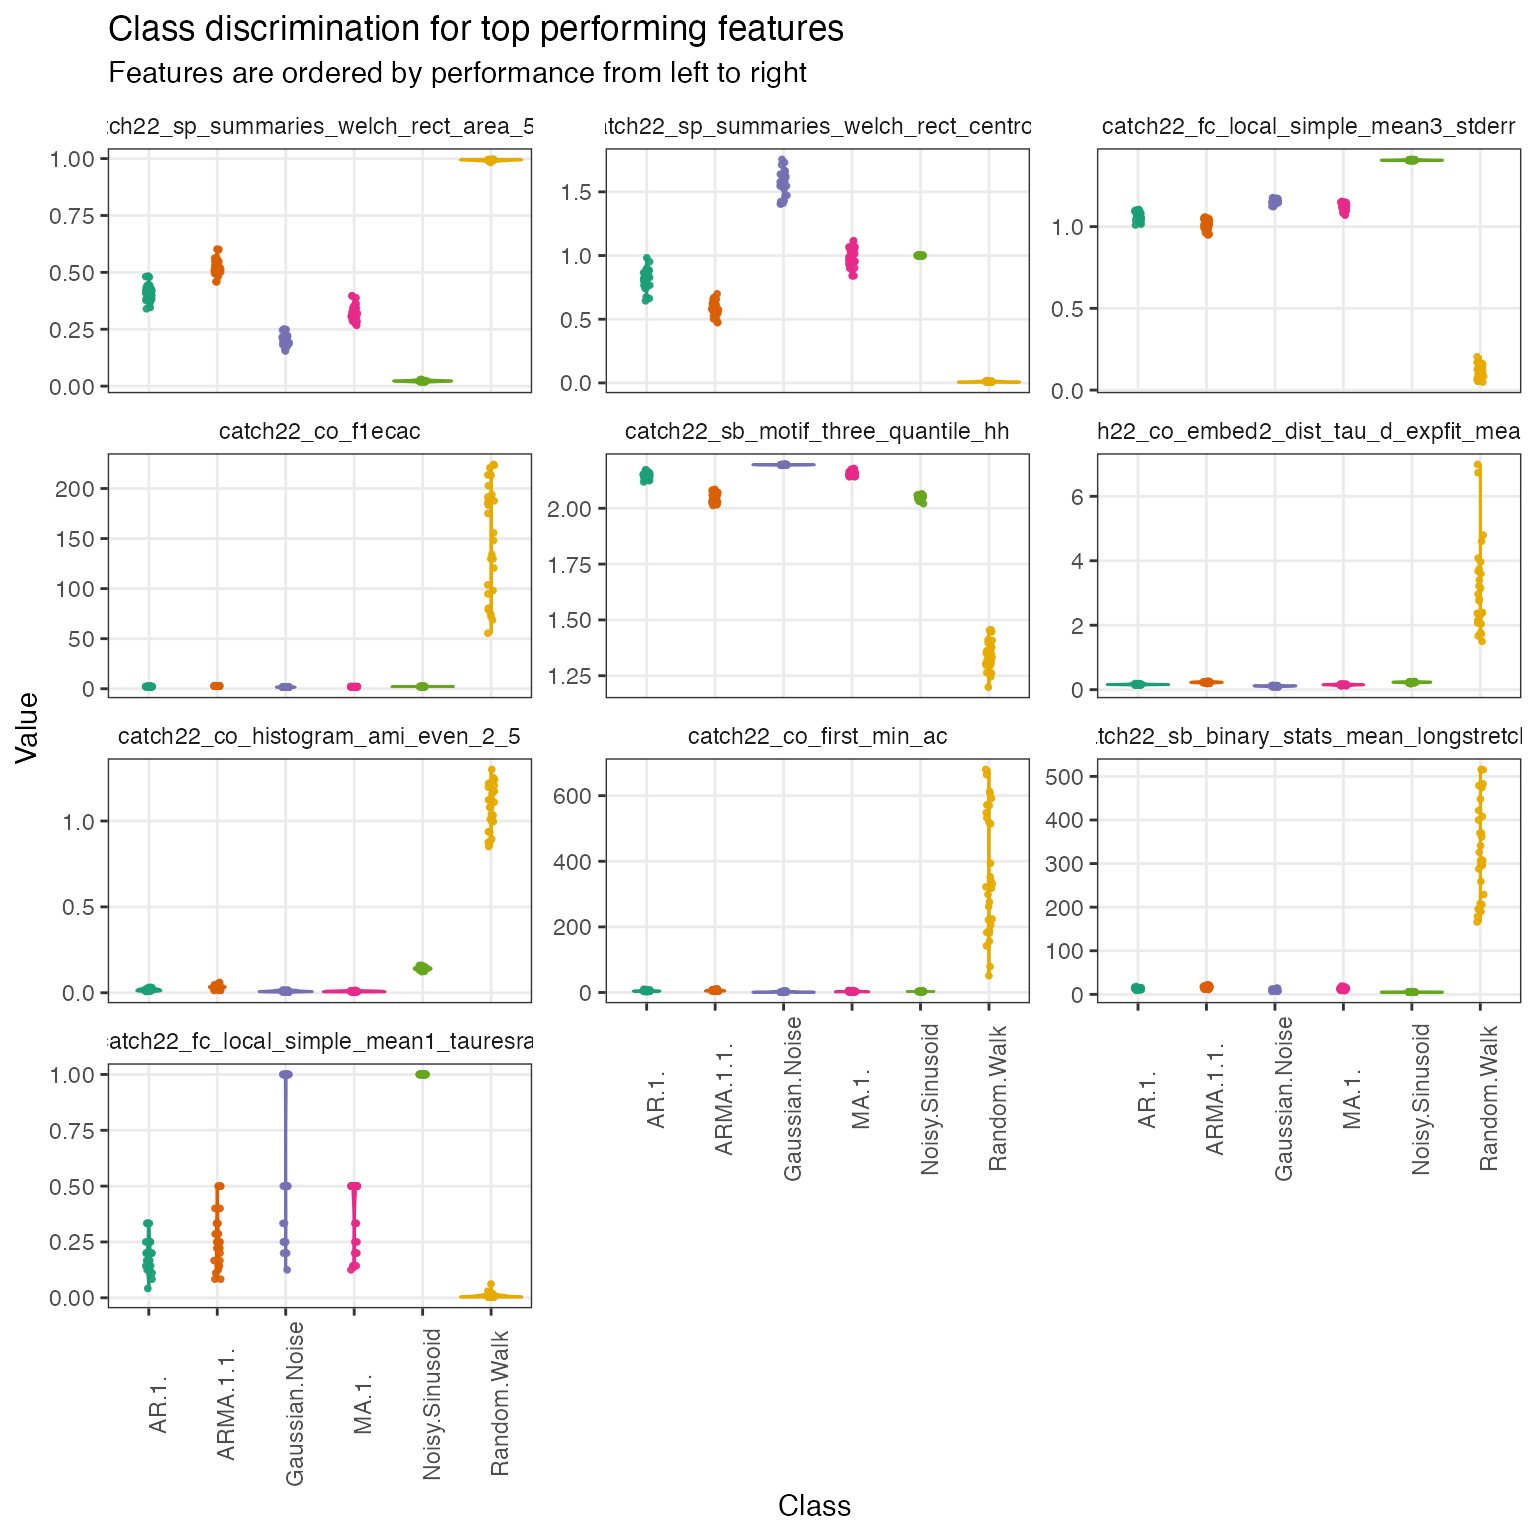 Class discrimination for top performing features
Features are ordered by performance from left to right
tch22_sp_summaries_welch_rect_area_5
atch22_sp_summaries_welch_rect_centro
catch22_fc_local_simple_mean3_stderr
1.00
0.75
0.50
0.25
0.00
1.5
1.0
0.5
0.0
1.0
0.5
0.0
catch22_co_f1ecac
catch22_sb_motif_three_quantile_hh
h22_co_embed2_dist_tau_d_expfit_mea
200
150
100
50
0
2.00
1.75
1.50
1.25
6
4
2
0
catch22_co_histogram_ami_even_2_5
catch22_co_first_min_ac
tch22_sb_binary_stats_mean_longstretch
1.0
0.5
0.0
600
400
200
0
500
400
300
200
100
0
catch22_fc_local_simple_mean1_tauresra
1.00
0.75
0.50
0.25
0.00
AR.1.
ARMA.1.1.
Gaussian.Noise
MA.1.
Noisy.Sinusoid
Random.Walk
AR.1.
ARMA.1.1.
Gaussian.Noise
MA.1.
Noisy.Sinusoid
Random.Walk
AR.1.
ARMA.1.1.
Gaussian.Noise
MA.1.
Noisy.Sinusoid
Random.Walk
Value
Class